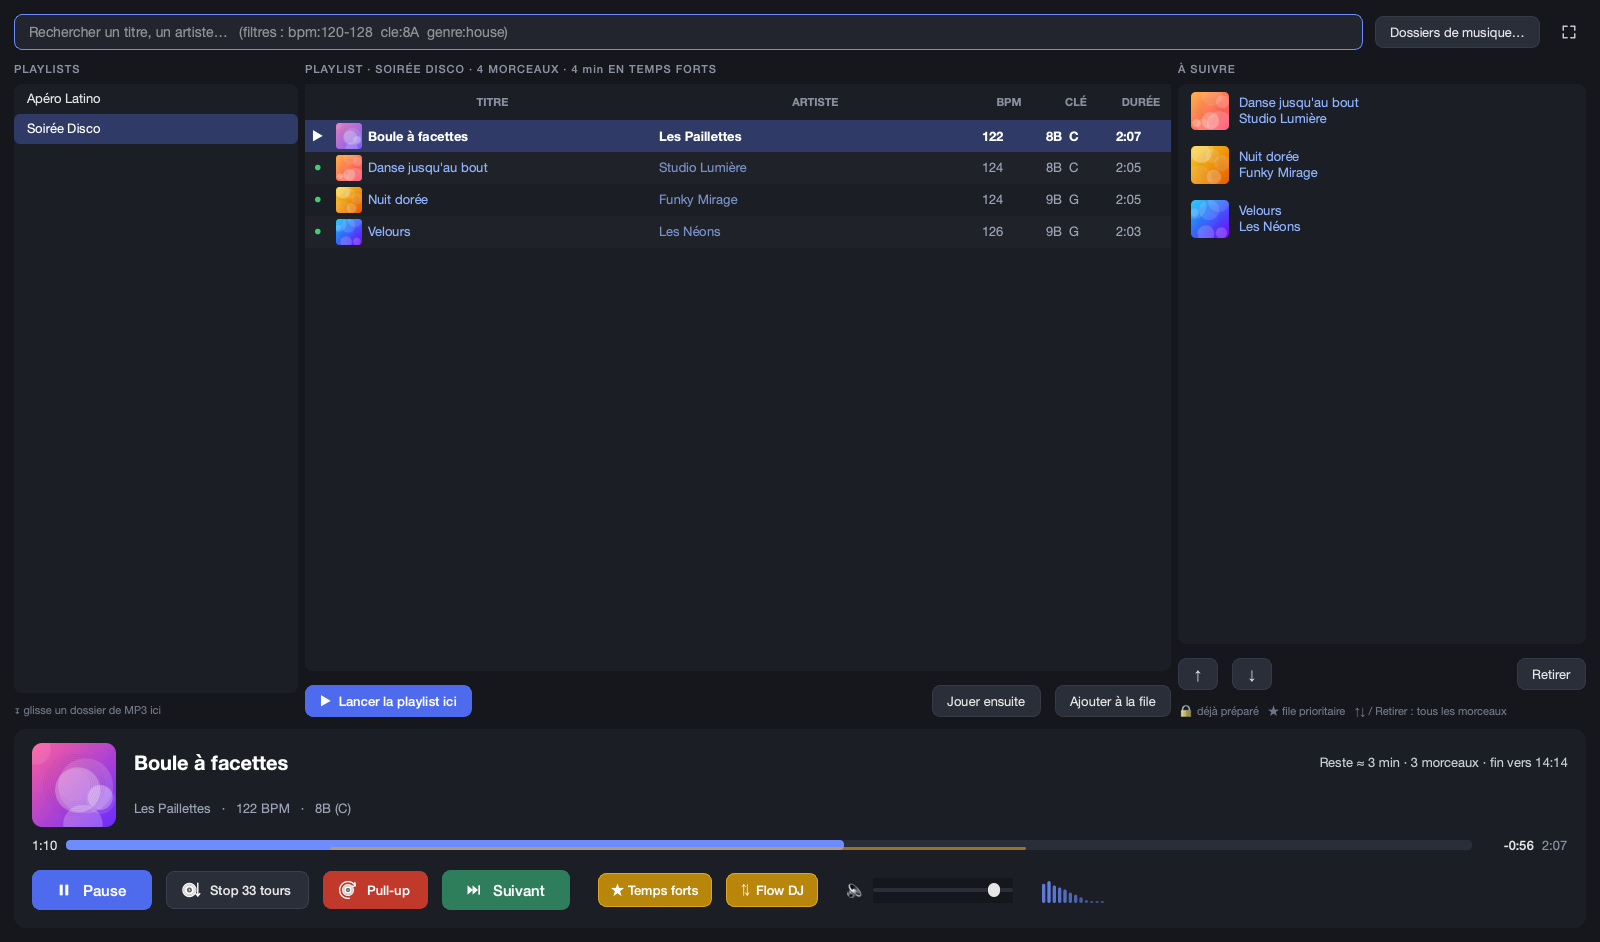 Rechercher un titre, un artiste… (filtres : bpm:120-128 cle:8A genre:house)
Dossiers de musique…
PLAYLISTS
Apéro Latino
Soirée Disco
↕ glisse un dossier de MP3 ici
PLAYLIST · SOIRÉE DISCO · 4 MORCEAUX · 4 min EN TEMPS FORTS
TITRE ARTISTE BPM CLÉ DURÉE
Boule à facettes Les Paillettes 122 8B C 2:07
Danse jusqu'au bout Studio Lumière 124 8B C 2:05
Nuit dorée Funky Mirage 124 9B G 2:05
Velours Les Néons 126 9B G 2:03
Lancer la playlist ici
Jouer ensuite
Ajouter à la file
À SUIVRE
Danse jusqu'au bout
Studio Lumière
Nuit dorée
Funky Mirage
Velours
Les Néons
↑ ↓ Retirer
🔒 déjà préparé ★ file prioritaire ↑↓ / Retirer : tous les morceaux
Boule à facettes
Reste ≈ 3 min · 3 morceaux · fin vers 14:14
Les Paillettes · 122 BPM · 8B (C)
1:10 -0:56 2:07
Pause
Stop 33 tours
Pull-up
Suivant
★ Temps forts
⇅ Flow DJ